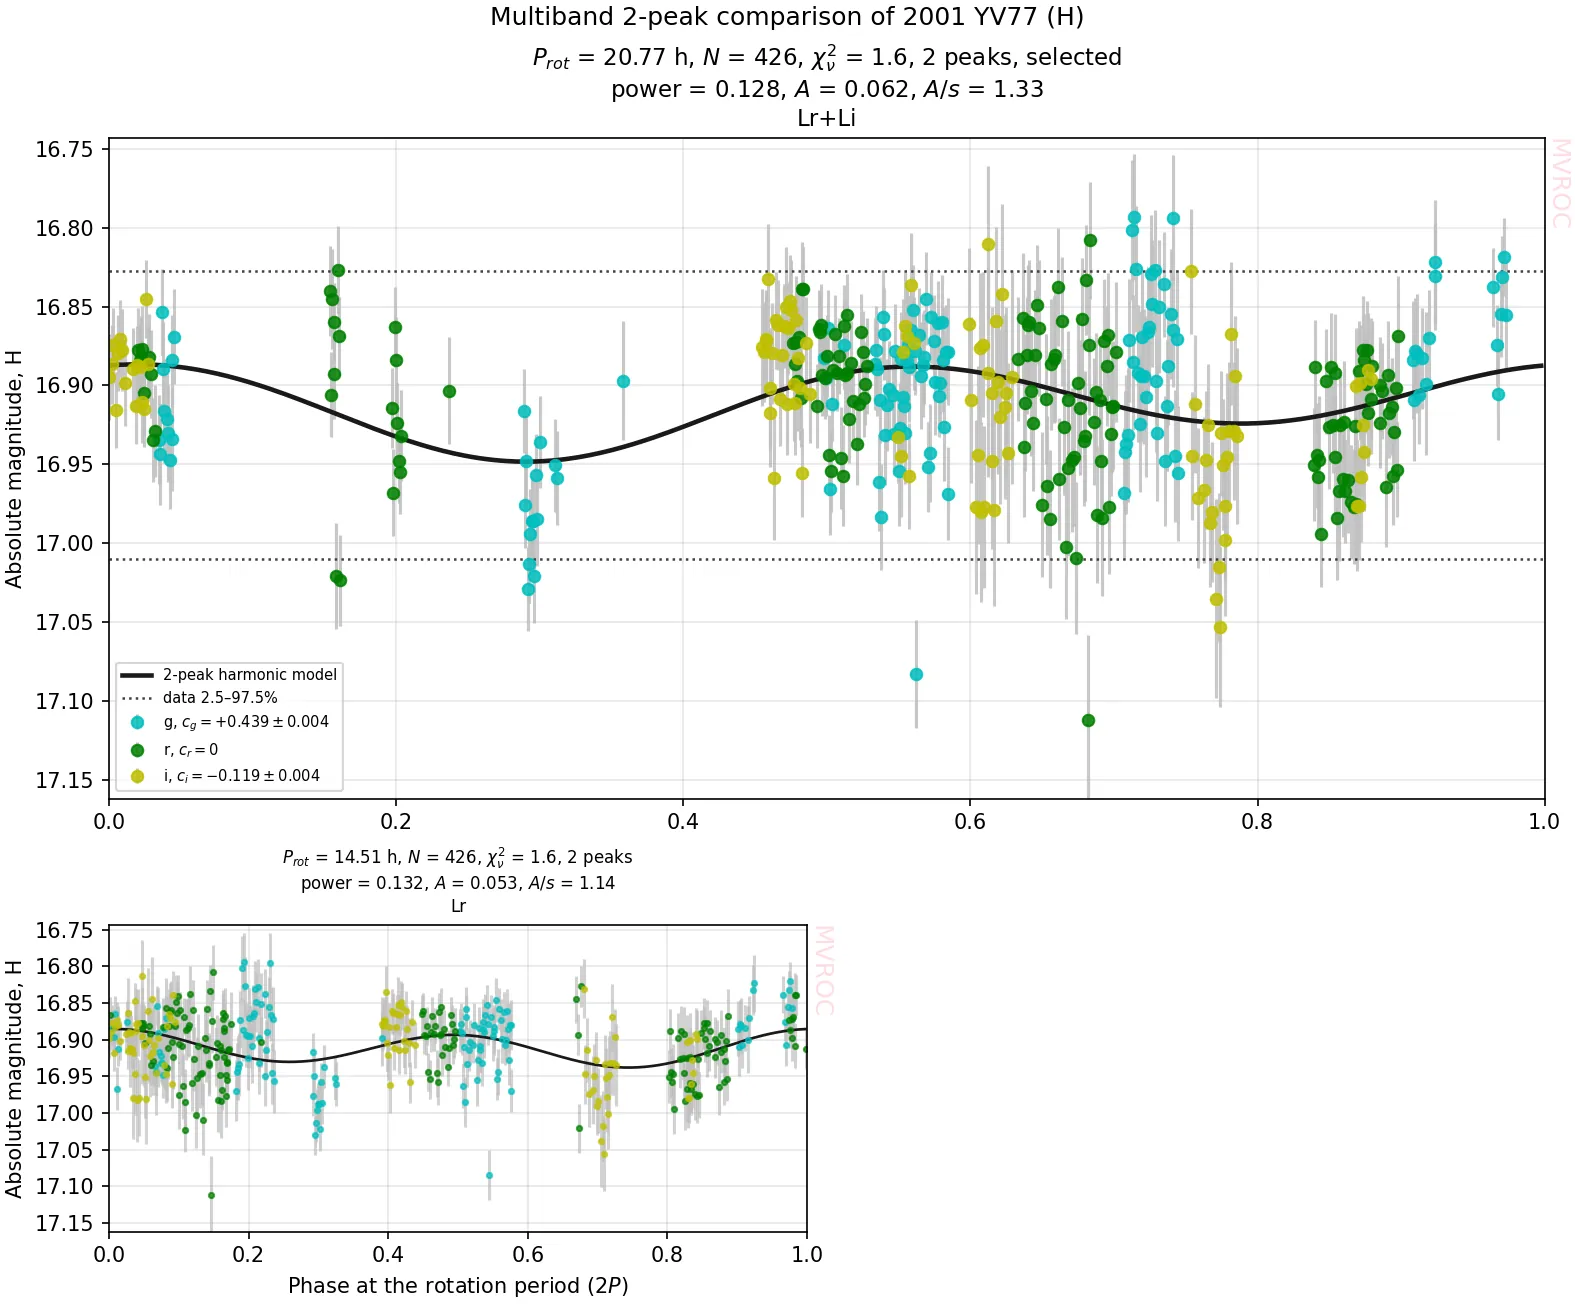 Multiband 2-peak comparison of 2001 YV77 (H)
P_rot = 20.77 h, N = 426, χ²_ν = 1.6, 2 peaks, selected
power = 0.128, A = 0.062, A/s = 1.33
Lr+Li
Absolute magnitude, H
16.75
16.80
16.85
16.90
16.95
17.00
17.05
17.10
17.15
MVROC
2-peak harmonic model
data 2.5–97.5%
g, c_g = +0.439 ± 0.004
r, c_r = 0
i, c_i = −0.119 ± 0.004
0.0 0.2 0.4 0.6 0.8 1.0
P_rot = 14.51 h, N = 426, χ²_ν = 1.6, 2 peaks
power = 0.132, A = 0.053, A/s = 1.14
Lr
Absolute magnitude, H
16.75
16.80
16.85
16.90
16.95
17.00
17.05
17.10
17.15
MVROC
0.0 0.2 0.4 0.6 0.8 1.0
Phase at the rotation period (2P)